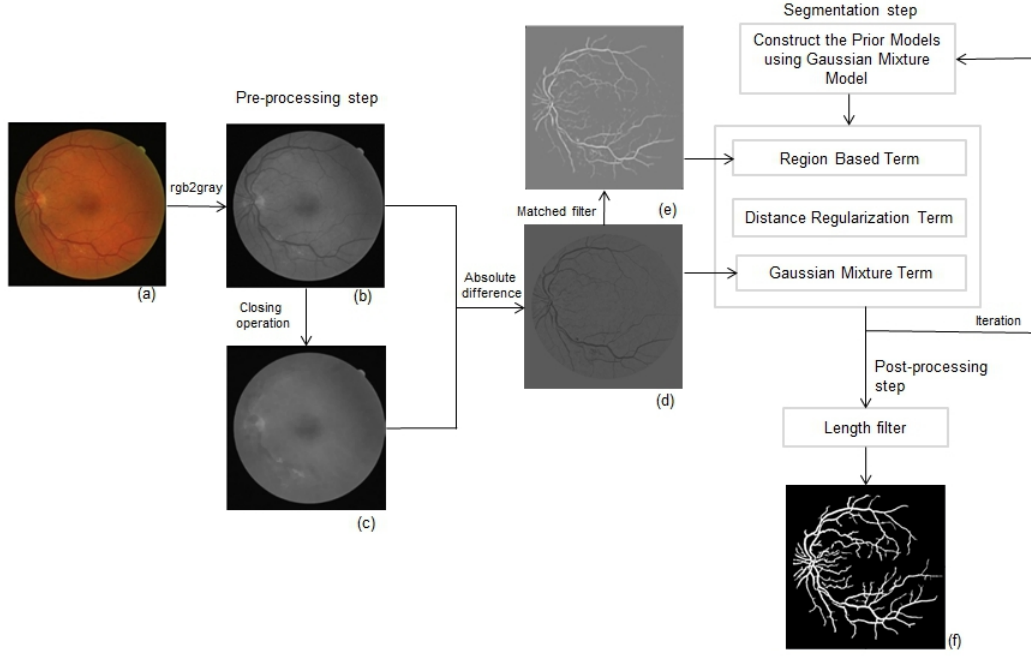 Segmentation step
Construct the Prior Models
using Gaussian Mixture
Model
Pre-processing step
rgb2gray
(a)
(b)
Closing
operation
(c)
Absolute
difference
(e)
Matched filter
(d)
Region Based Term
Distance Regularization Term
Gaussian Mixture Term
Iteration
Post-processing
step
Length filter
(f)